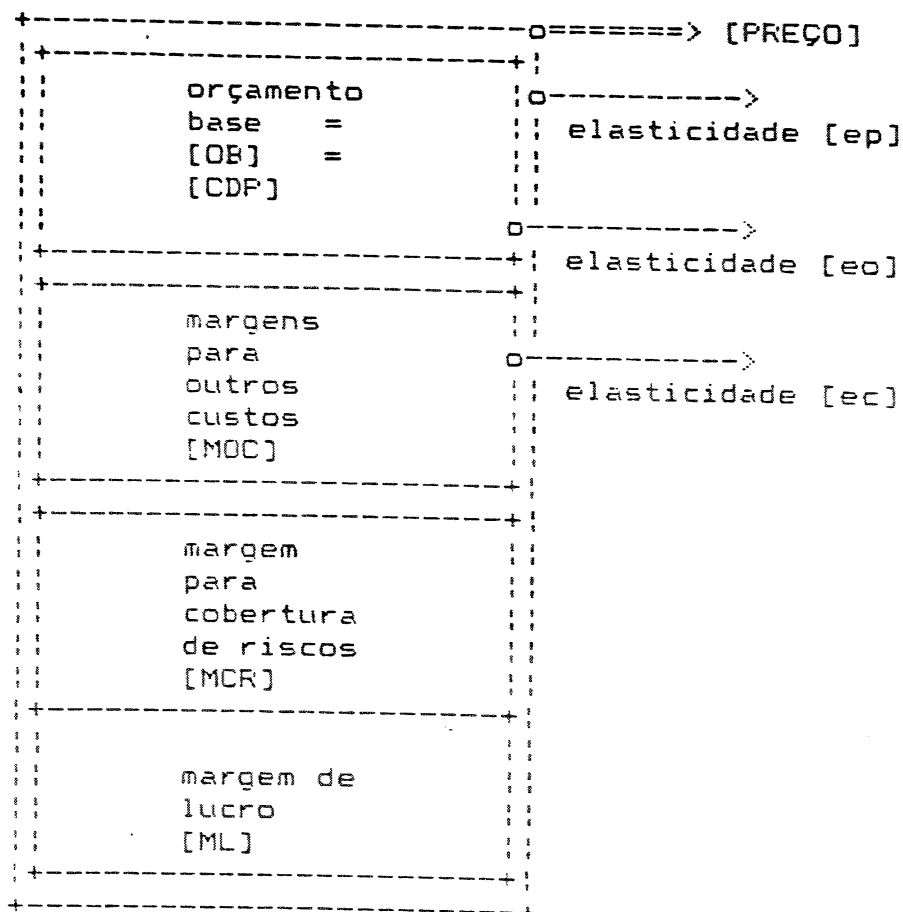 [PREÇO]
orçamento
base =
[OB] =
[CDP]
elasticidade [ep]
elasticidade [eo]
margens
para
outros
custos
[MOC]
elasticidade [ec]
margem
para
cobertura
de riscos
[MCR]
margem de
lucro
[ML]